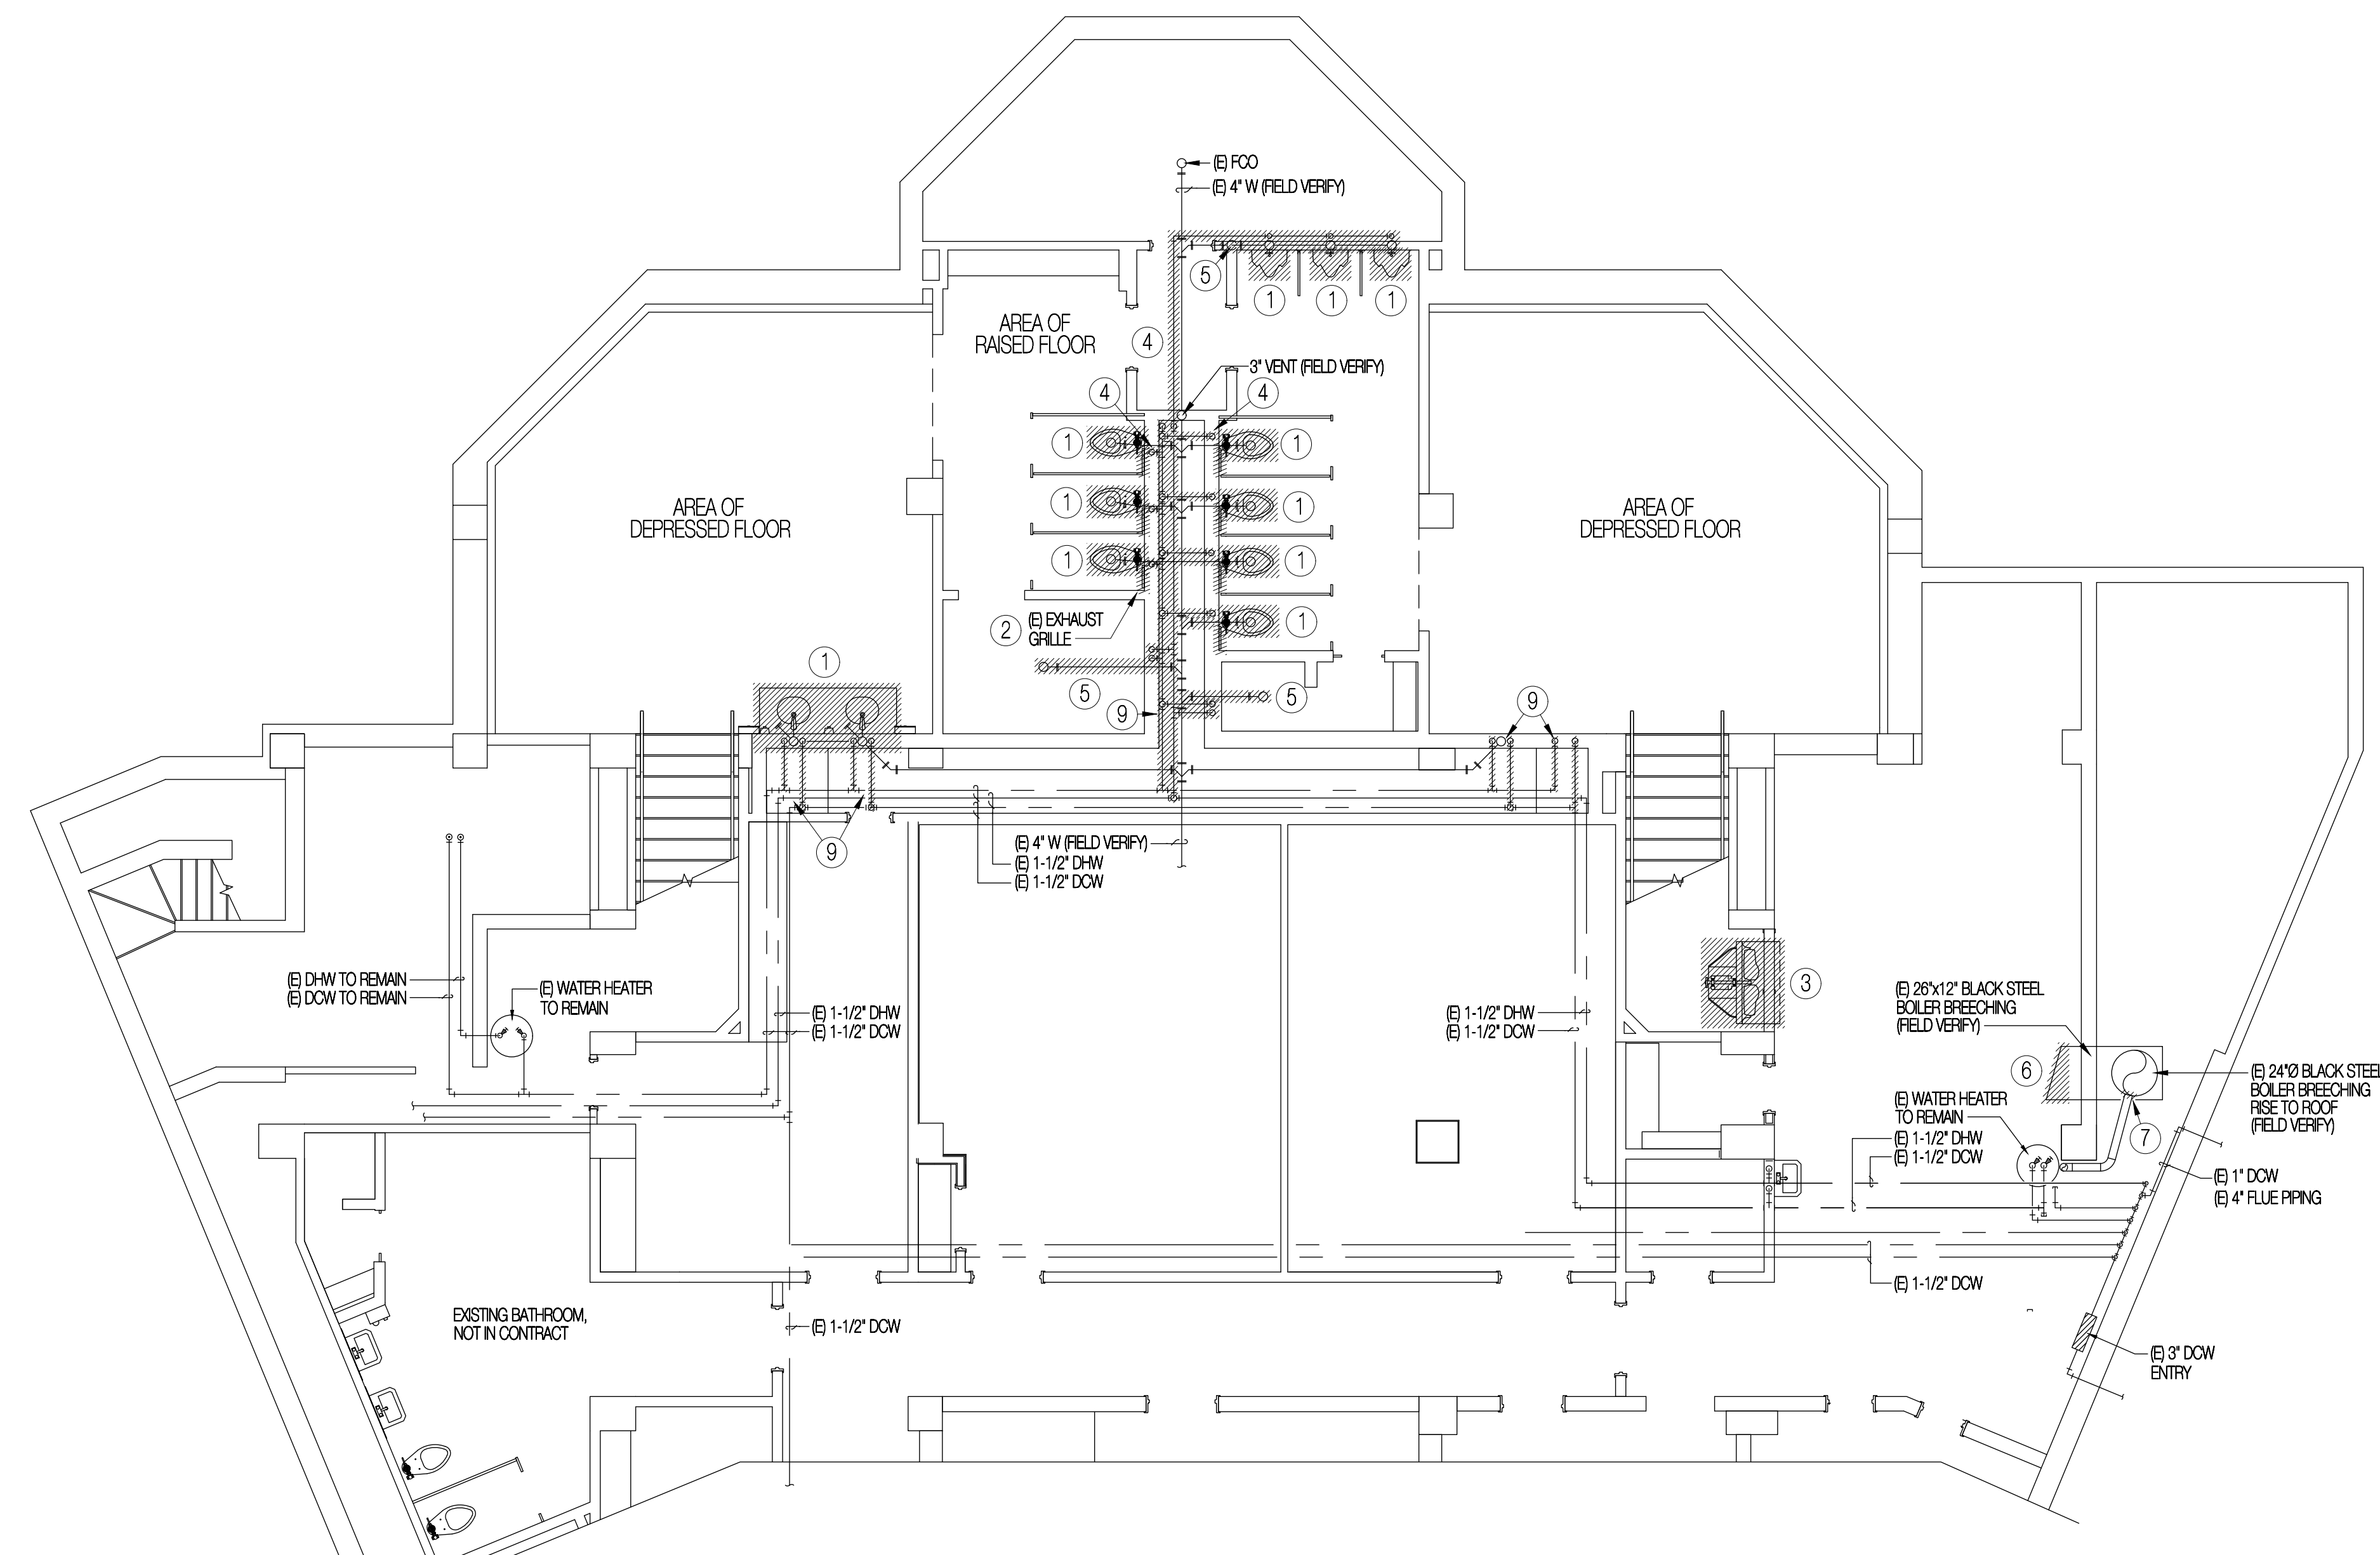 (E) FCO
(E) 4" W (FIELD VERIFY)
5
1
1
1
AREA OF
RAISED FLOOR
4
3" VENT (FIELD VERIFY)
4
4
1
1
AREA OF
DEPRESSED FLOOR
1
1
AREA OF
DEPRESSED FLOOR
1
1
2
(E) EXHAUST
GRILLE
1
1
5
5
9
9
9
(E) 4" W (FIELD VERIFY)
(E) 1-1/2" DHW
(E) 1-1/2" DCW
(E) DHW TO REMAIN
(E) DCW TO REMAIN
(E) WATER HEATER
TO REMAIN
(E) 1-1/2" DHW
(E) 1-1/2" DCW
(E) 1-1/2" DHW
(E) 1-1/2" DCW
3
(E) 26"x12" BLACK STEEL
BOILER BREECHING
(FIELD VERIFY)
6
(E) 24"Ø BLACK STEEL
BOILER BREECHING
RISE TO ROOF
(FIELD VERIFY)
(E) WATER HEATER
TO REMAIN
(E) 1-1/2" DHW
(E) 1-1/2" DCW
7
(E) 1" DCW
(E) 4" FLUE PIPING
(E) 1-1/2" DCW
EXISTING BATHROOM,
NOT IN CONTRACT
(E) 1-1/2" DCW
(E) 3" DCW
ENTRY